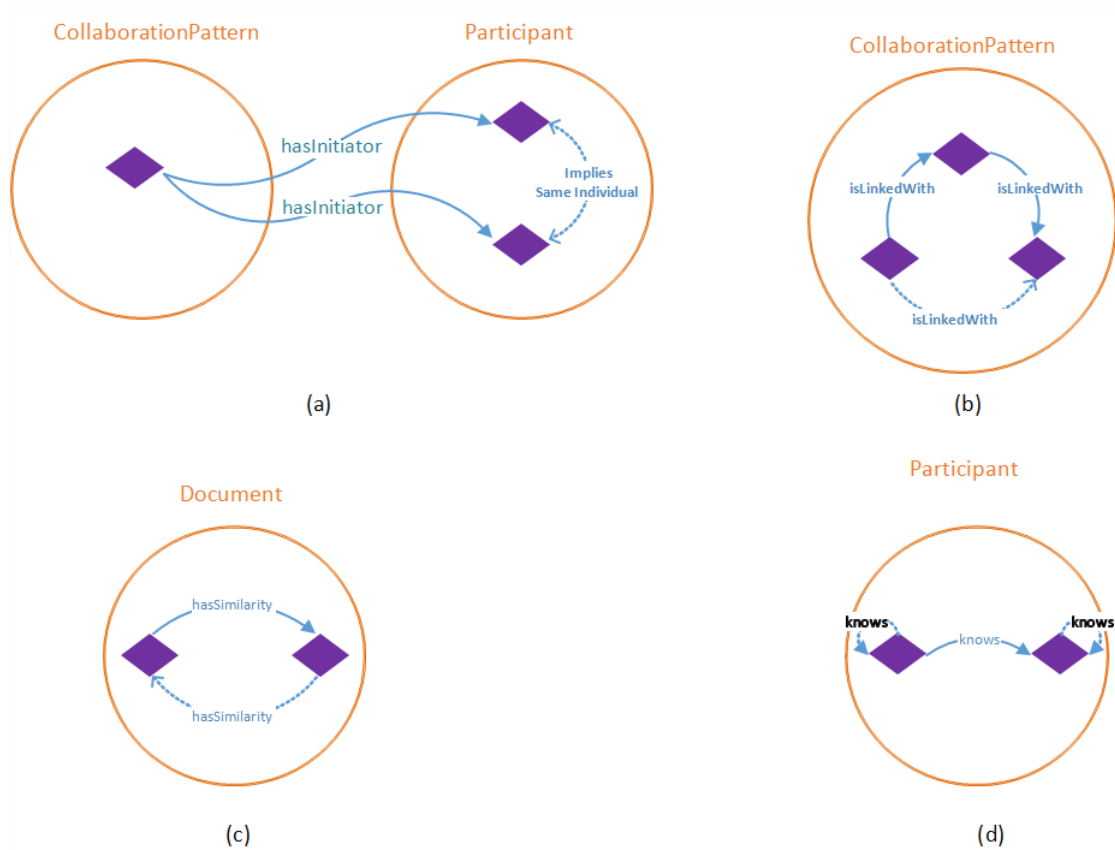 CollaborationPattern
Participant
hasInitiator
hasInitiator
Implies
Same Individual
(a)
CollaborationPattern
isLinkedWith
isLinkedWith
isLinkedWith
(b)
Document
hasSimilarity
hasSimilarity
(c)
Participant
knows
knows
knows
(d)